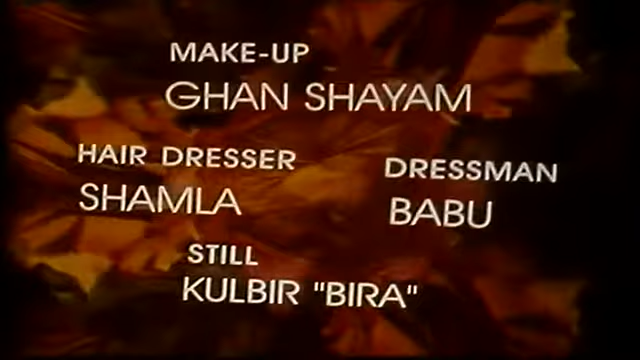 MAKE-UP
GHAN SHAYAM
HAIR DRESSER
SHAMLA
DRESSMAN
BABU
STILL
KULBIR "BIRA"